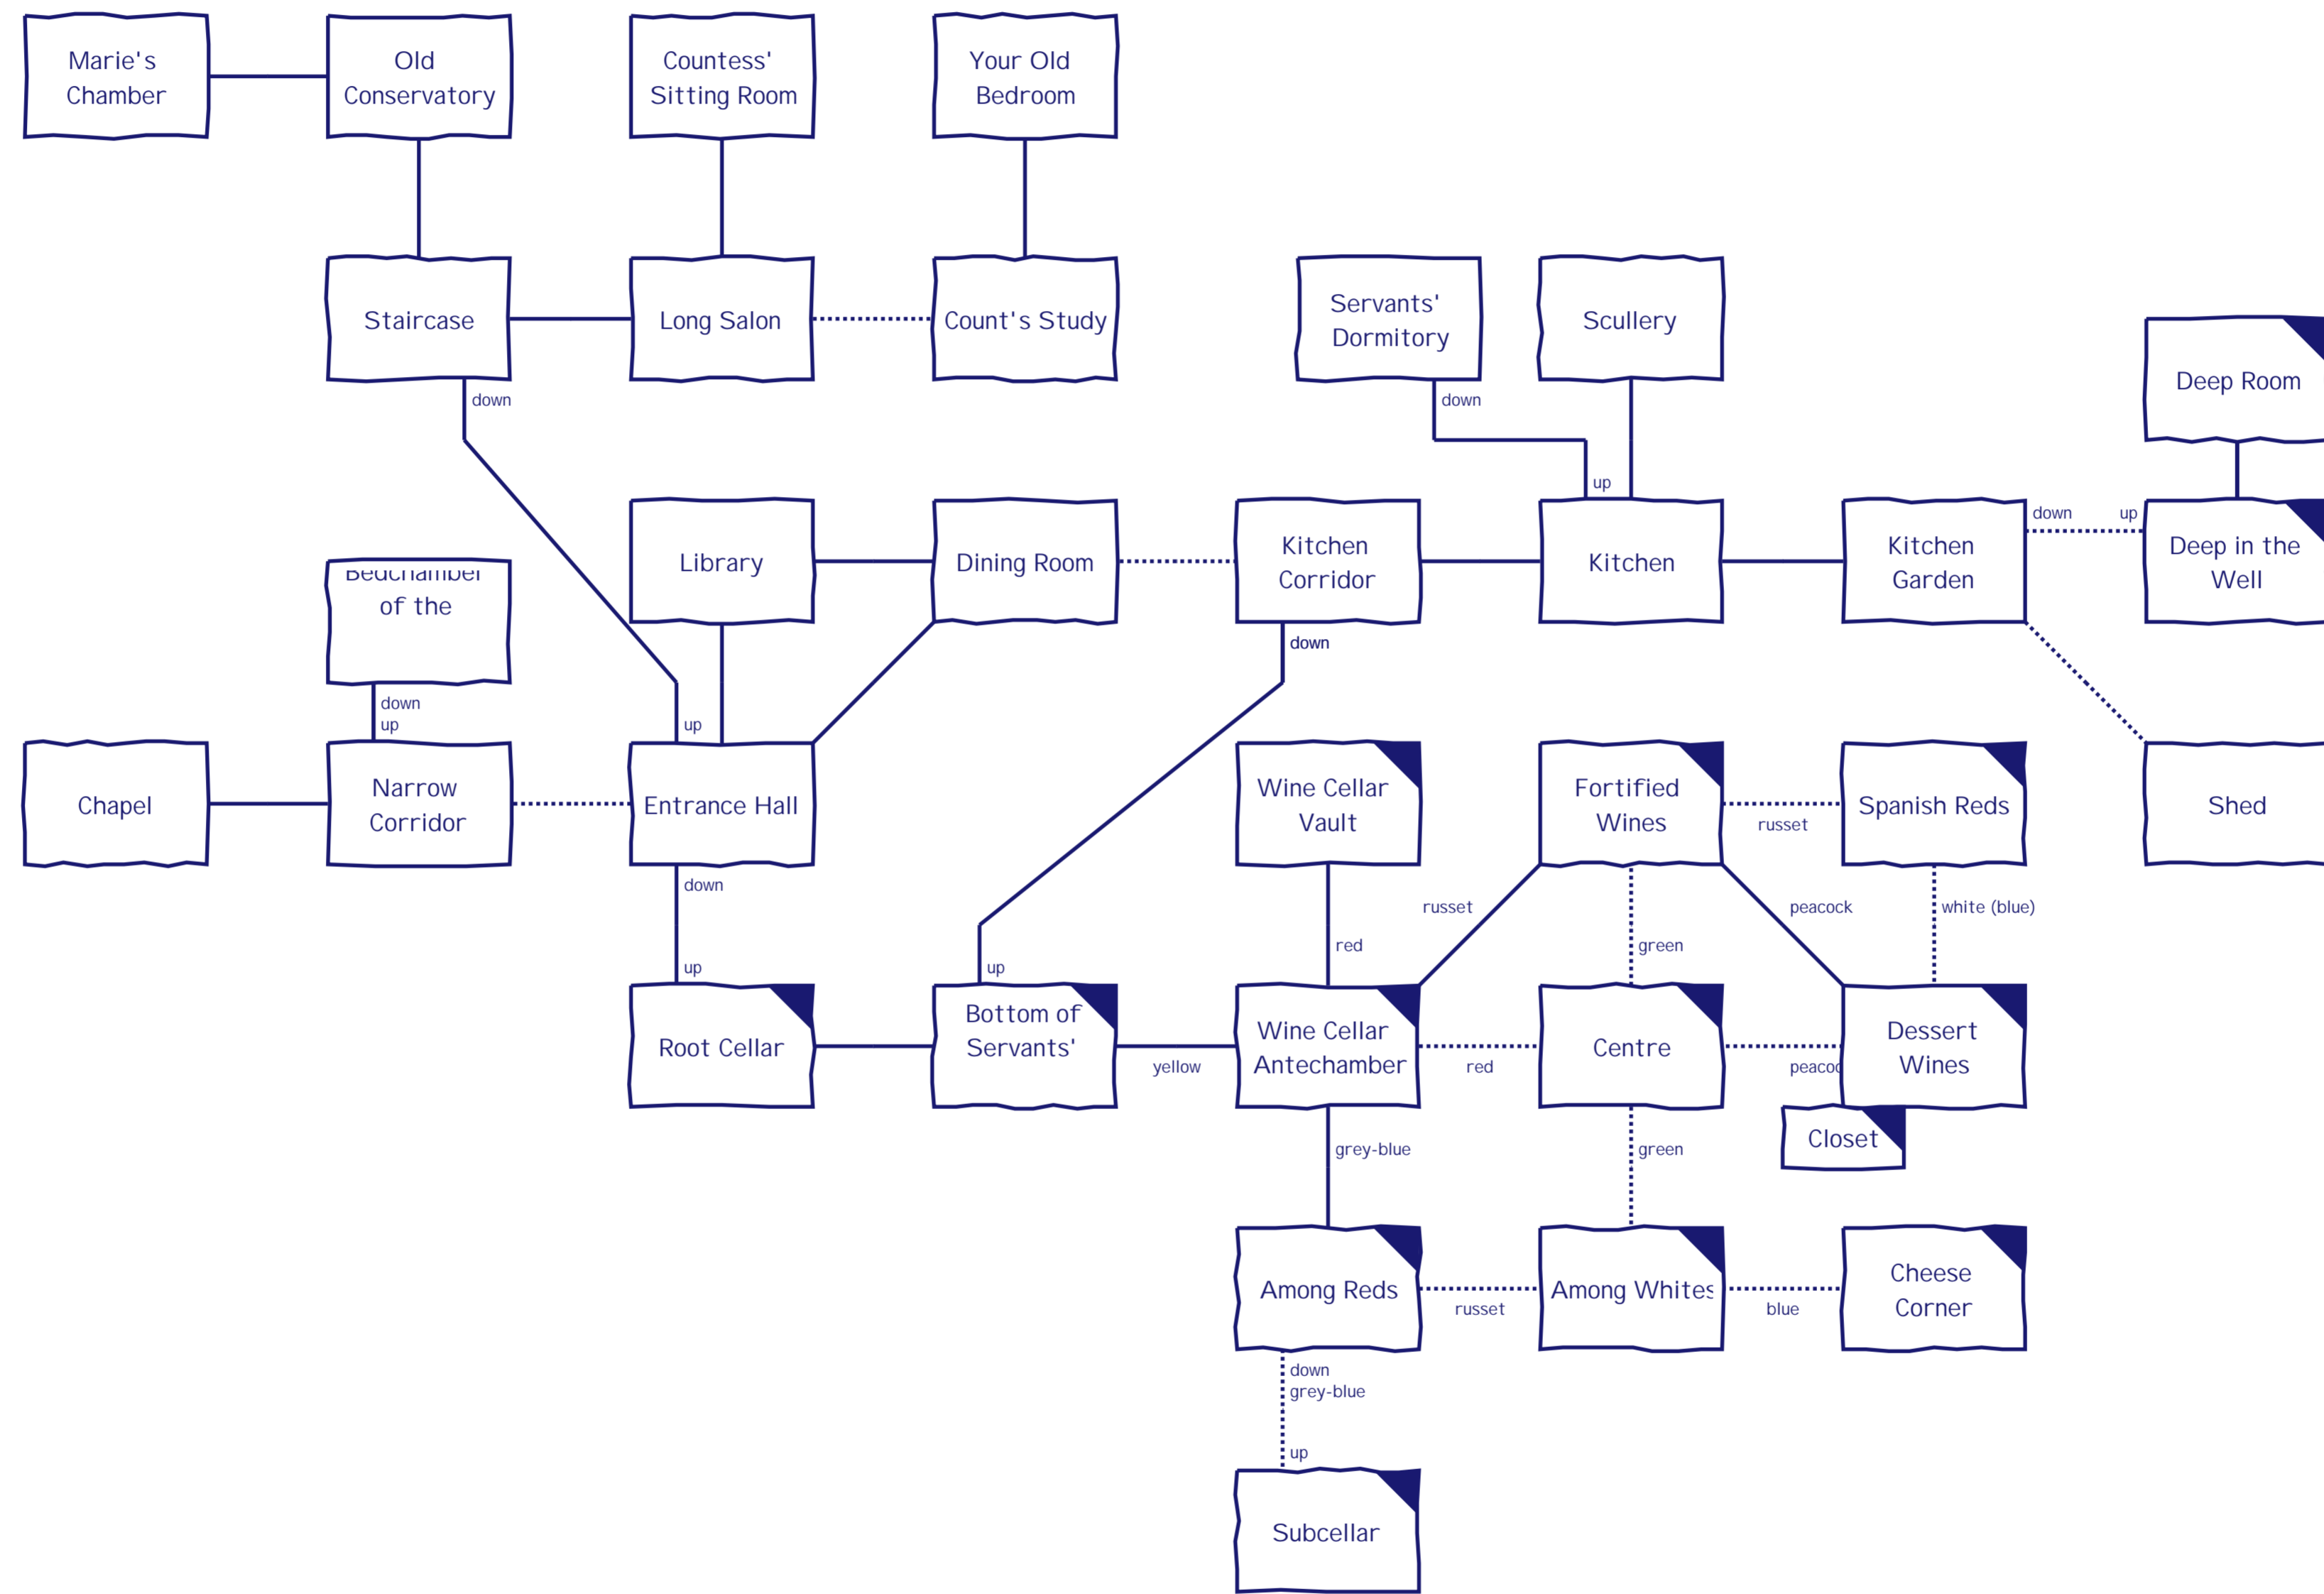 Marie's
Chamber
Old
Conservatory
Countess'
Sitting Room
Your Old
Bedroom
Staircase
Long Salon
Count's Study
Servants'
Dormitory
Scullery
Deep Room
down
down
up
Library
Dining Room
Kitchen
Corridor
Kitchen
Kitchen
Garden
down
up
Deep in the
Well
Bedchamber
of the
down
down
up
up
Chapel
Narrow
Corridor
Entrance Hall
Wine Cellar
Vault
Fortified
Wines
russet
Spanish Reds
Shed
down
russet
peacock
white (blue)
red
green
up
up
Root Cellar
Bottom of
Servants'
yellow
Wine Cellar
Antechamber
red
Centre
Dessert
Wines
Closet
grey-blue
green
Among Reds
russet
Among Whites
blue
Cheese
Corner
down
grey-blue
up
Subcellar